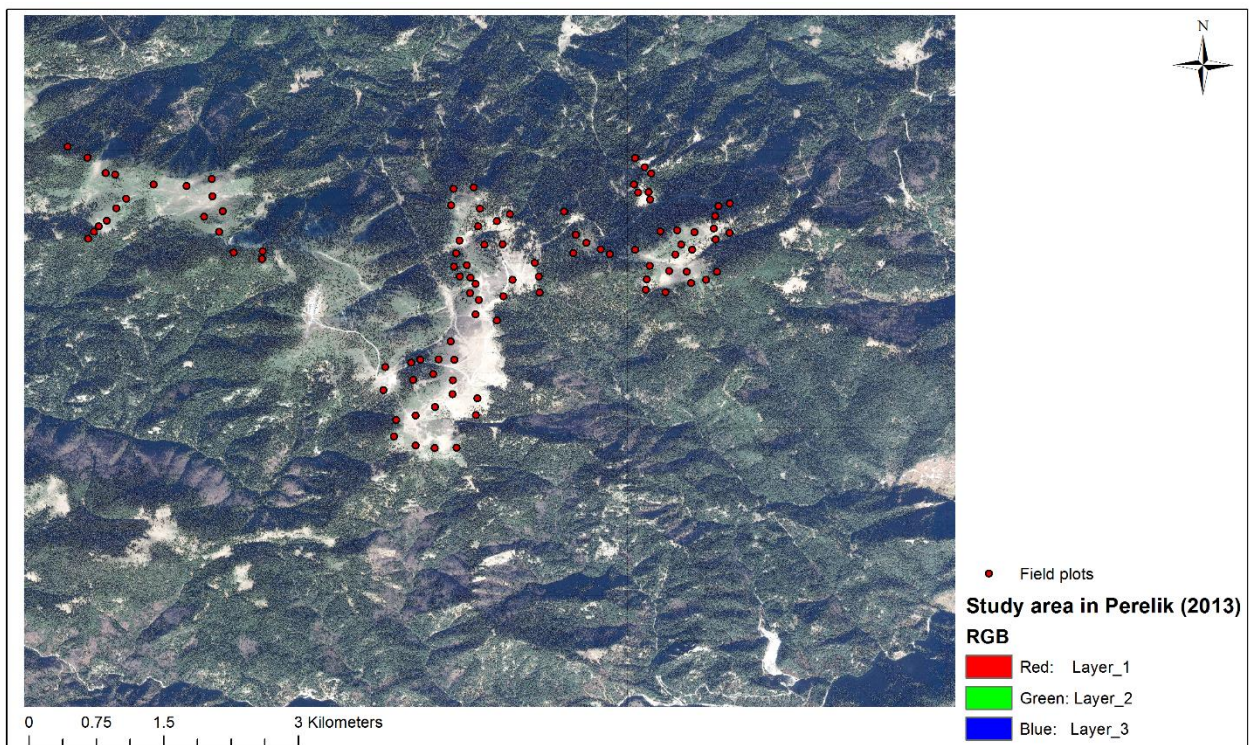 N
Field plots
Study area in Perelik (2013)
RGB
Red: Layer_1
Green: Layer_2
Blue: Layer_3
0 0.75 1.5 3 Kilometers